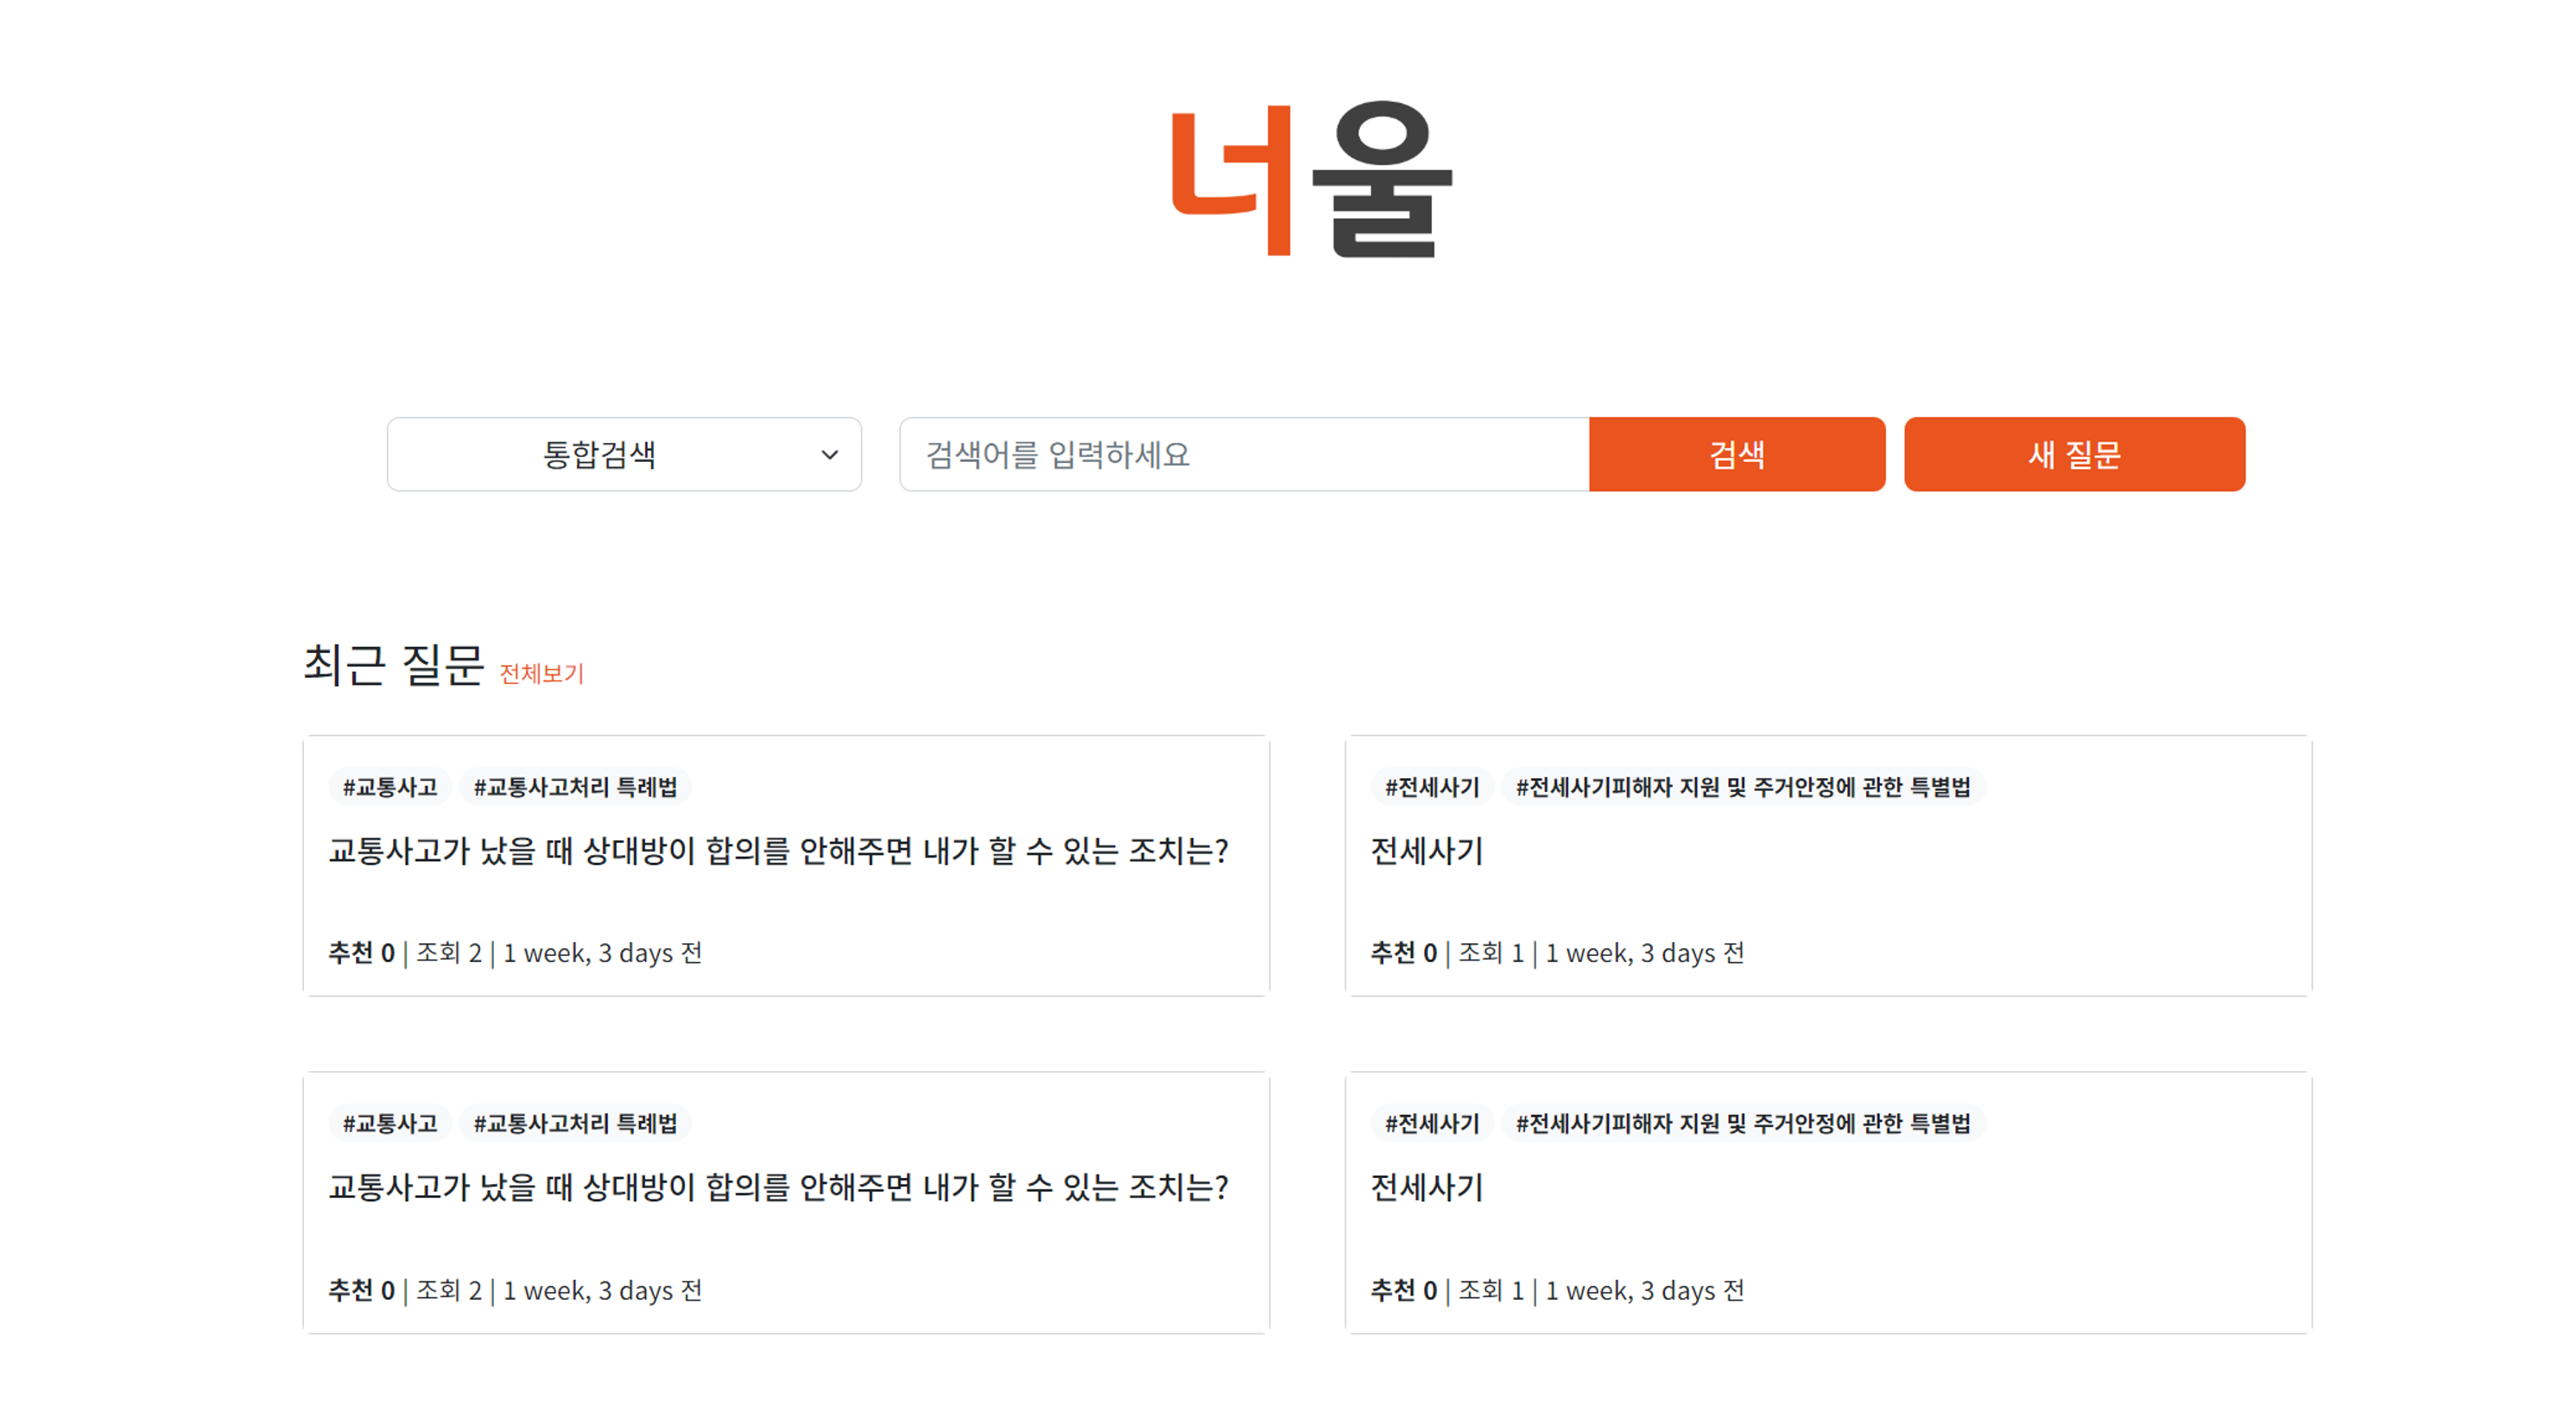 너울
통합검색
검색어를 입력하세요
검색
새 질문
최근 질문 전체보기
#교통사고 #교통사고처리 특례법
교통사고가 났을 때 상대방이 합의를 안해주면 내가 할 수 있는 조치는?
추천 0 | 조회 2 | 1 week, 3 days 전
#전세사기 #전세사기피해자 지원 및 주거안정에 관한 특별법
전세사기
추천 0 | 조회 1 | 1 week, 3 days 전
#교통사고 #교통사고처리 특례법
교통사고가 났을 때 상대방이 합의를 안해주면 내가 할 수 있는 조치는?
추천 0 | 조회 2 | 1 week, 3 days 전
#전세사기 #전세사기피해자 지원 및 주거안정에 관한 특별법
전세사기
추천 0 | 조회 1 | 1 week, 3 days 전